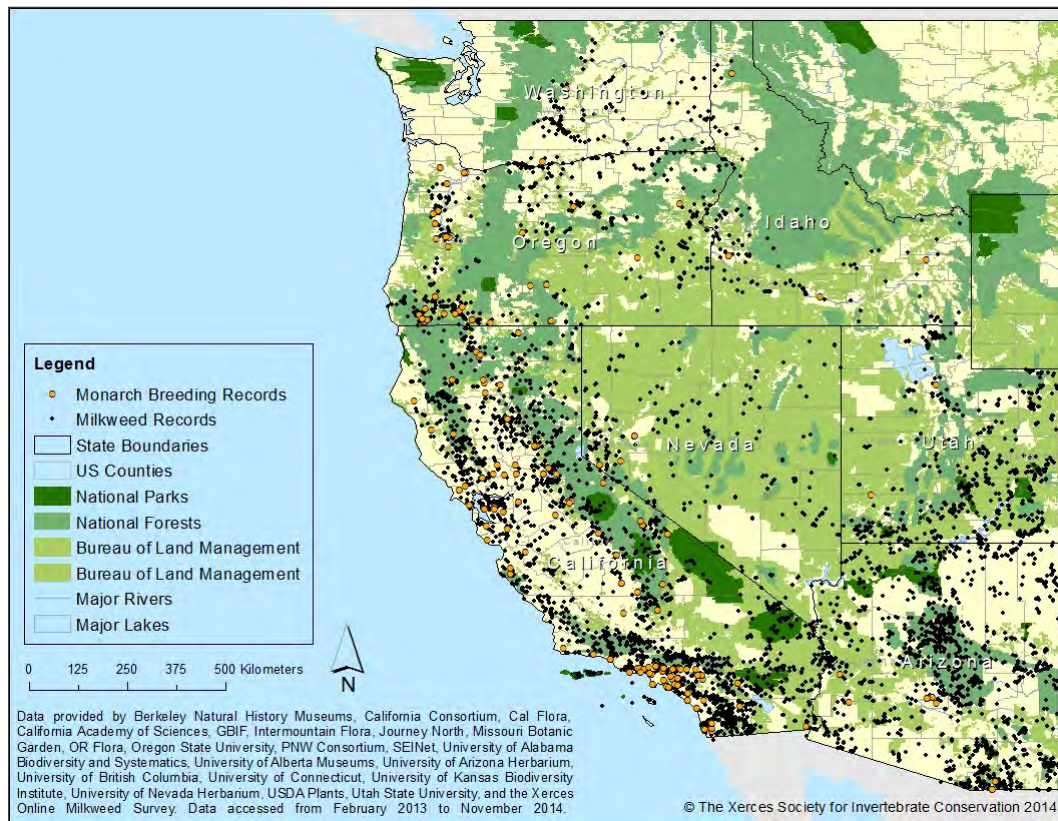 Washington
Oregon
Idaho
Nevada
Utah
California
Arizona
Legend
Monarch Breeding Records
Milkweed Records
State Boundaries
US Counties
National Parks
National Forests
Bureau of Land Management
Bureau of Land Management
Major Rivers
Major Lakes
0 125 250 375 500 Kilometers
N
Data provided by Berkeley Natural History Museums, California Consortium, Cal Flora,
California Academy of Sciences, GBIF, Intermountain Flora, Journey North, Missouri Botanic
Garden, OR Flora, Oregon State University, PNW Consortium, SEINet, University of Alabama
Biodiversity and Systematics, University of Alberta Museums, University of Arizona Herbarium,
University of British Columbia, University of Connecticut, University of Kansas Biodiversity
Institute, University of Nevada Herbarium, USDA Plants, Utah State University, and the Xerces
Online Milkweed Survey. Data accessed from February 2013 to November 2014.
© The Xerces Society for Invertebrate Conservation 2014